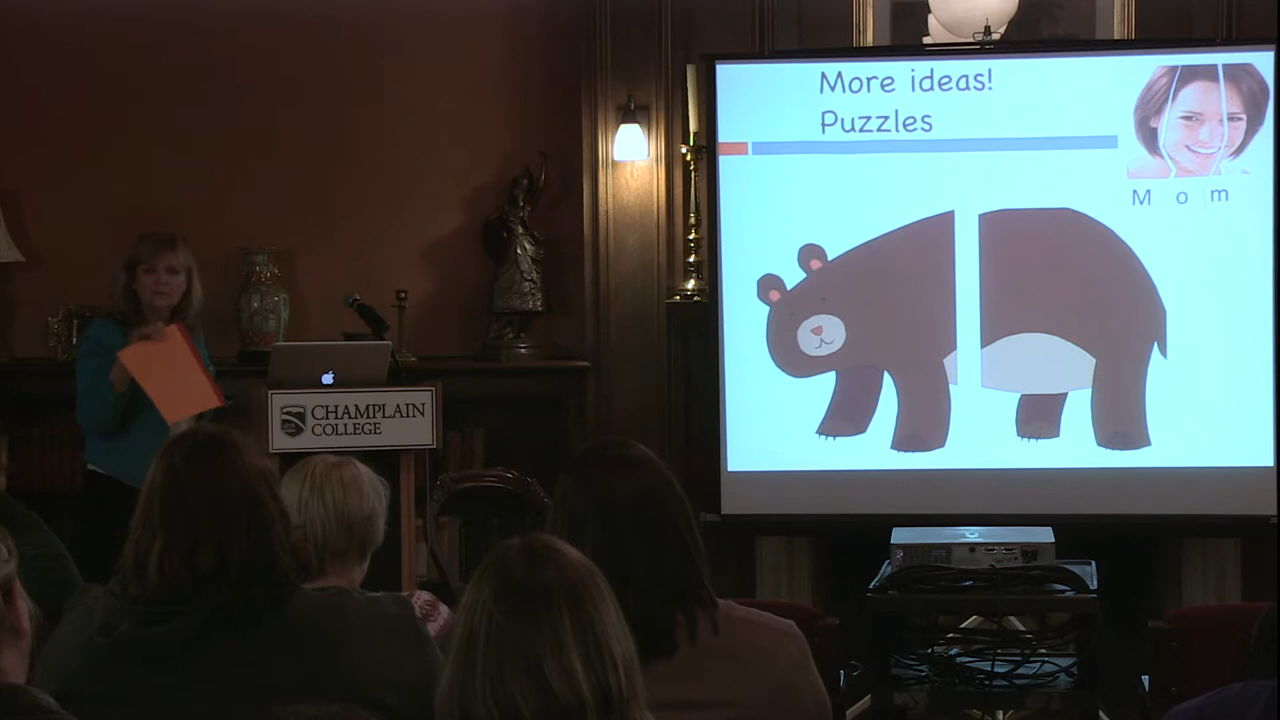 More ideas!
Puzzles
M o m
CHAMPLAIN
COLLEGE